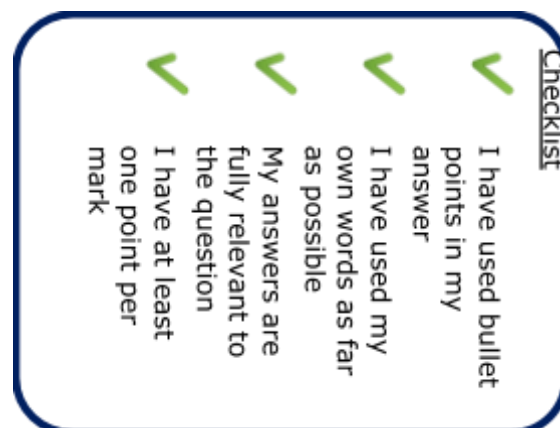 Checklist
I have used bullet
points in my
answer
I have used my
own words as far
as possible
My answers are
fully relevant to
the question
I have at least
one point per
mark